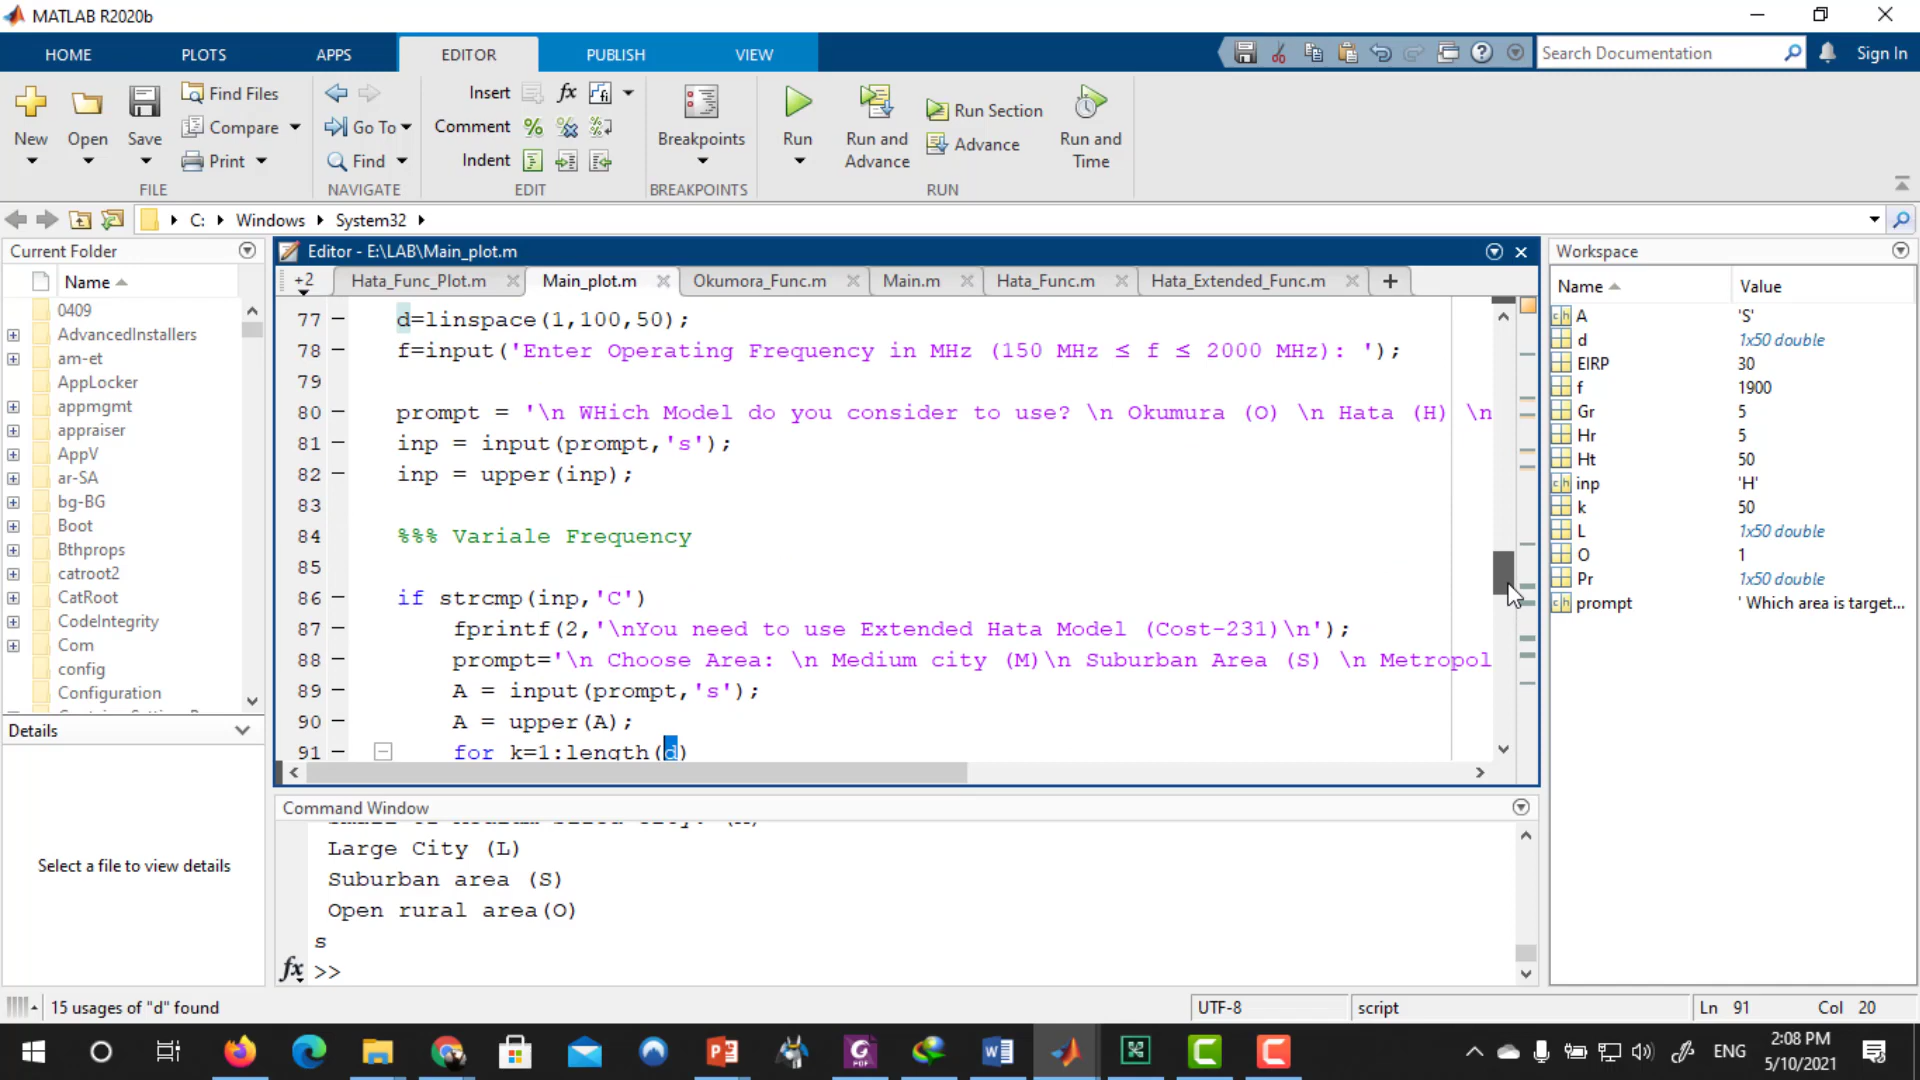 MATLAB R2020b
HOME PLOTS APPS EDITOR PUBLISH VIEW
Search Documentation
Sign In
New
Open
Save
Find Files
Compare
Print
FILE
Go To
Find
NAVIGATE
Insert
Comment
Indent
EDIT
Breakpoints
BREAKPOINTS
Run
Run and Advance
Run Section
Advance
Run and Time
RUN
C: Windows System32
Current Folder
Name
0409
AdvancedInstallers
am-et
AppLocker
appmgmt
appraiser
AppV
ar-SA
bg-BG
Boot
Bthprops
catroot2
CatRoot
CodeIntegrity
Com
config
Configuration
Details
Select a file to view details
Editor - E:\LAB\Main_plot.m
+2 Hata_Func_Plot.m Main_plot.m Okumora_Func.m Main.m Hata_Func.m Hata_Extended_Func.m
77 d=linspace(1,100,50);
78 f=input('Enter Operating Frequency in MHz (150 MHz ≤ f ≤ 2000 MHz): ');
79
80 prompt = '\n WHich Model do you consider to use? \n Okumura (O) \n Hata (H) \n
81 inp = input(prompt,'s');
82 inp = upper(inp);
83
84 %%% Variale Frequency
85
86 if strcmp(inp,'C')
87 fprintf(2,'\nYou need to use Extended Hata Model (Cost-231)\n');
88 prompt='\n Choose Area: \n Medium city (M)\n Suburban Area (S) \n Metropol
89 A = input(prompt,'s');
90 A = upper(A);
91 for k=1:length(d)
Command Window
Large City (L)
Suburban area (S)
Open rural area(O)
s
fx >>
Workspace
Name Value
A 'S'
d 1x50 double
EIRP 30
f 1900
Gr 5
Hr 5
Ht 50
inp 'H'
k 50
L 1x50 double
O 1
Pr 1x50 double
prompt ' Which area is target...
15 usages of "d" found
UTF-8
script
Ln 91 Col 20
ENG
2:08 PM
5/10/2021